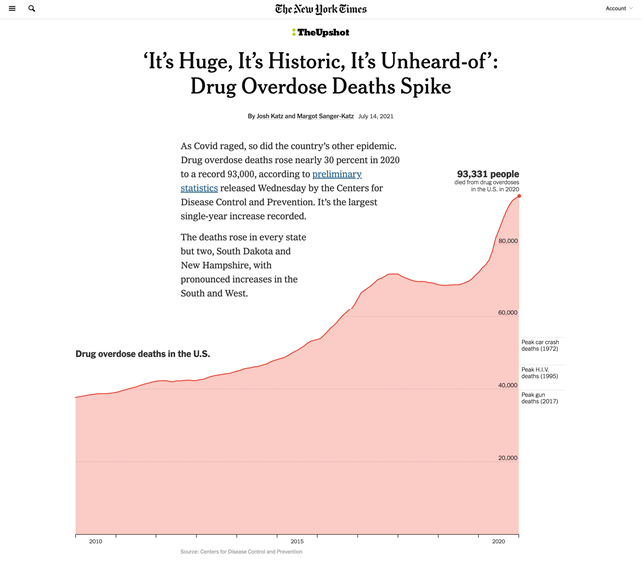 The New York Times
Account
TheUpshot
‘It’s Huge, It’s Historic, It’s Unheard-of’:
Drug Overdose Deaths Spike
By Josh Katz and Margot Sanger-Katz July 14, 2021
As Covid raged, so did the country’s other epidemic.
Drug overdose deaths rose nearly 30 percent in 2020
to a record 93,000, according to preliminary
statistics released Wednesday by the Centers for
Disease Control and Prevention. It’s the largest
single-year increase recorded.
The deaths rose in every state
but two, South Dakota and
New Hampshire, with
pronounced increases in the
South and West.
93,331 people
died from drug overdoses
in the U.S. in 2020
80,000
60,000
Peak car crash
deaths (1972)
Drug overdose deaths in the U.S.
Peak H.I.V.
deaths (1995)
40,000
Peak gun
deaths (2017)
20,000
2010
2015
2020
Source: Centers for Disease Control and Prevention